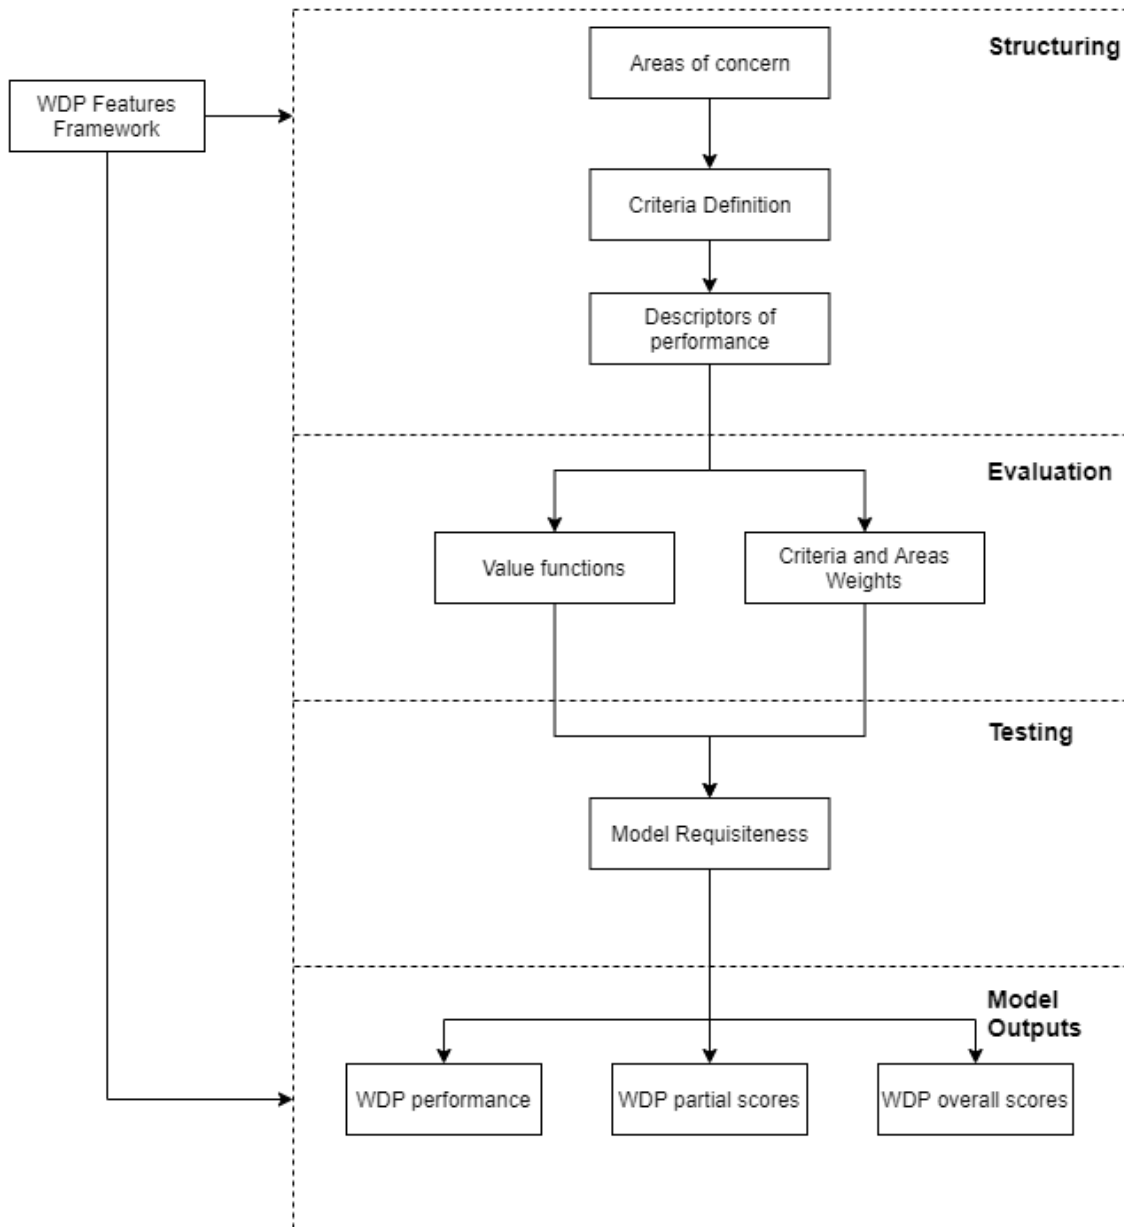 Structuring
Areas of concern
WDP Features
Framework
Criteria Definition
Descriptors of
performance
Evaluation
Value functions
Criteria and Areas
Weights
Testing
Model Requisiteness
Model
Outputs
WDP performance
WDP partial scores
WDP overall scores